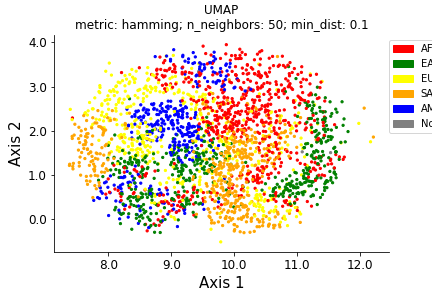 UMAP
metric: hamming; n_neighbors: 50; min_dist: 0.1
4.0
3.0
2.0
1.0
0.0
Axis 2
8.0 9.0 10.0 11.0 12.0
Axis 1
AF
EA
EU
SA
AM
No